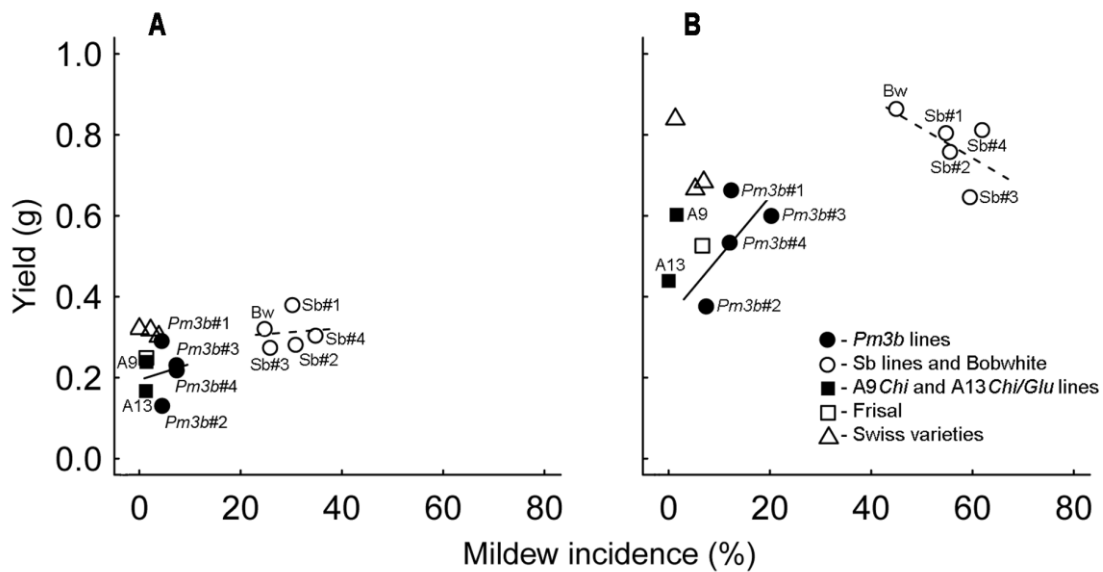 A
B
Yield (g)
1.0
0.8
0.6
0.4
0.2
0.0
Pm3b#1
Pm3b#3
A9
Pm3b#4
A13
Pm3b#2
Bw
Sb#1
Sb#4
Sb#3
Sb#2
0
20
40
60
80
Bw
Sb#1
Sb#4
Sb#2
Sb#3
Pm3b#1
A9
Pm3b#3
Pm3b#4
A13
Pm3b#2
- Pm3b lines
- Sb lines and Bobwhite
- A9 Chi and A13 Chi/Glu lines
- Frisal
- Swiss varieties
0
20
40
60
80
Mildew incidence (%)